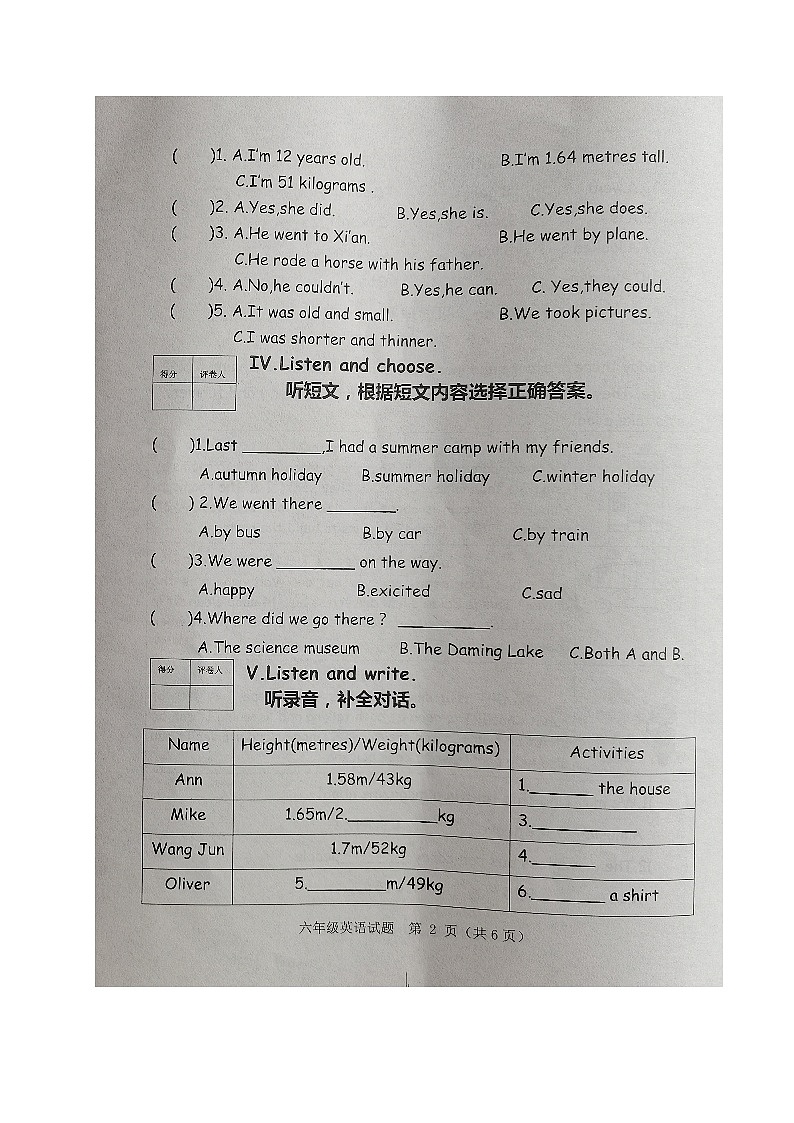 (    )1. A.I'm 12 years old.    B.I'm 1.64 metres tall.
C.I'm 51 kilograms .
(    )2. A.Yes,she did.    B.Yes,she is.    C.Yes,she does.
(    )3. A.He went to Xi'an.    B.He went by plane.
C.He rode a horse with his father.
(    )4. A.No,he couldn't.    B.Yes,he can.    C. Yes,they could.
(    )5. A.It was old and small.    B.We took pictures.
C.I was shorter and thinner.
得分 评卷人 IV.Listen and choose.
听短文，根据短文内容选择正确答案。
(    )1.Last ________,I had a summer camp with my friends.
A.autumn holiday    B.summer holiday    C.winter holiday
(    ) 2.We went there _______.
A.by bus    B.by car    C.by train
(    )3.We were ________ on the way.
A.happy    B.exicited    C.sad
(    )4.Where did we go there？ _________.
A.The science museum    B.The Daming Lake    C.Both A and B.
得分 评卷人 V.Listen and write.
听录音，补全对话。
Name    Height(metres)/Weight(kilograms)    Activities
Ann    1.58m/43kg    1.______ the house
Mike    1.65m/2._________kg    3.__________
Wang Jun    1.7m/52kg    4.______
Oliver    5.________m/49kg    6._______ a shirt
六年级英语试题 第 2 页（共 6 页）